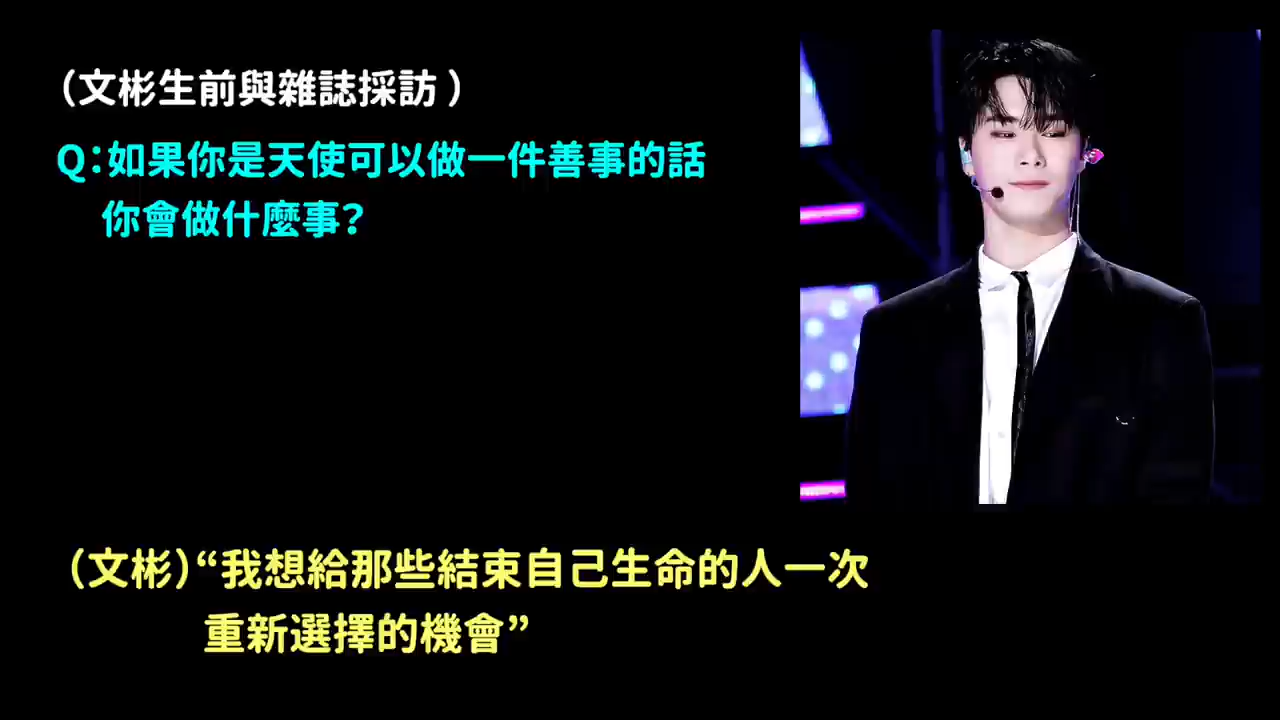 （文彬生前與雜誌採訪）
Q：如果你是天使可以做一件善事的話
你會做什麼事？
（文彬）“我想給那些結束自己生命的人一次
重新選擇的機會”